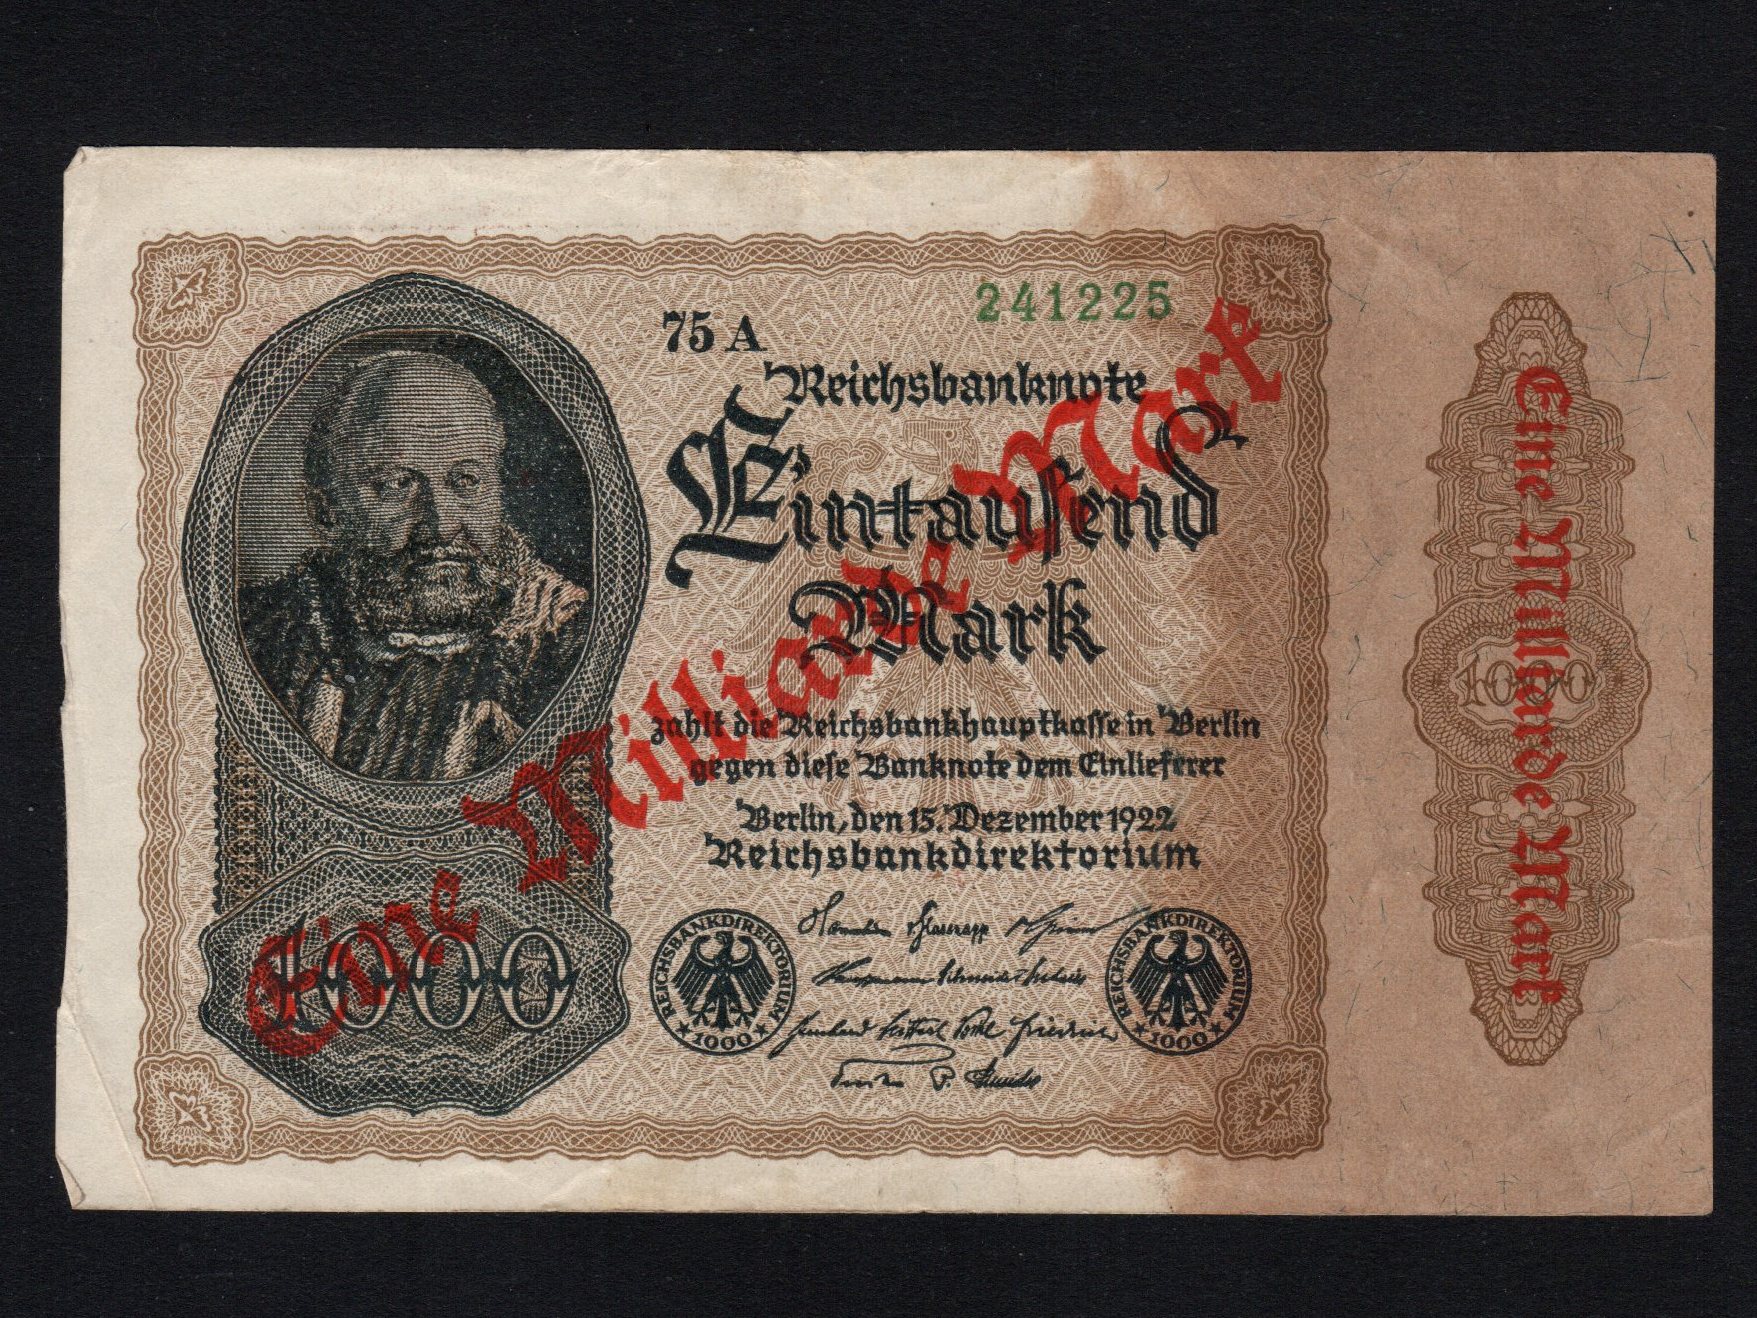 75 A
241225
Reichsbanknote
Eintausend
Mark
zahlt die Reichsbankhauptkasse in Berlin
gegen diese Banknote dem Einlieferer
Berlin, den 15. Dezember 1922
Reichsbankdirektorium
Eine Milliarde Mark
1000
REICHSBANKDIREKTORIUM
★ 1000 ★
REICHSBANKDIREKTORIUM
★ 1000 ★
Eine Milliarde Mark
1000